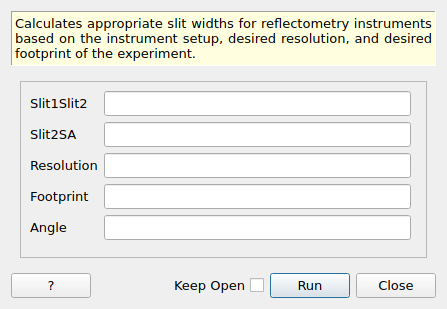 Calculates appropriate slit widths for reflectometry instruments
based on the instrument setup, desired resolution, and desired
footprint of the experiment.
Slit1Slit2
Slit2SA
Resolution
Footprint
Angle
? Keep Open Run Close